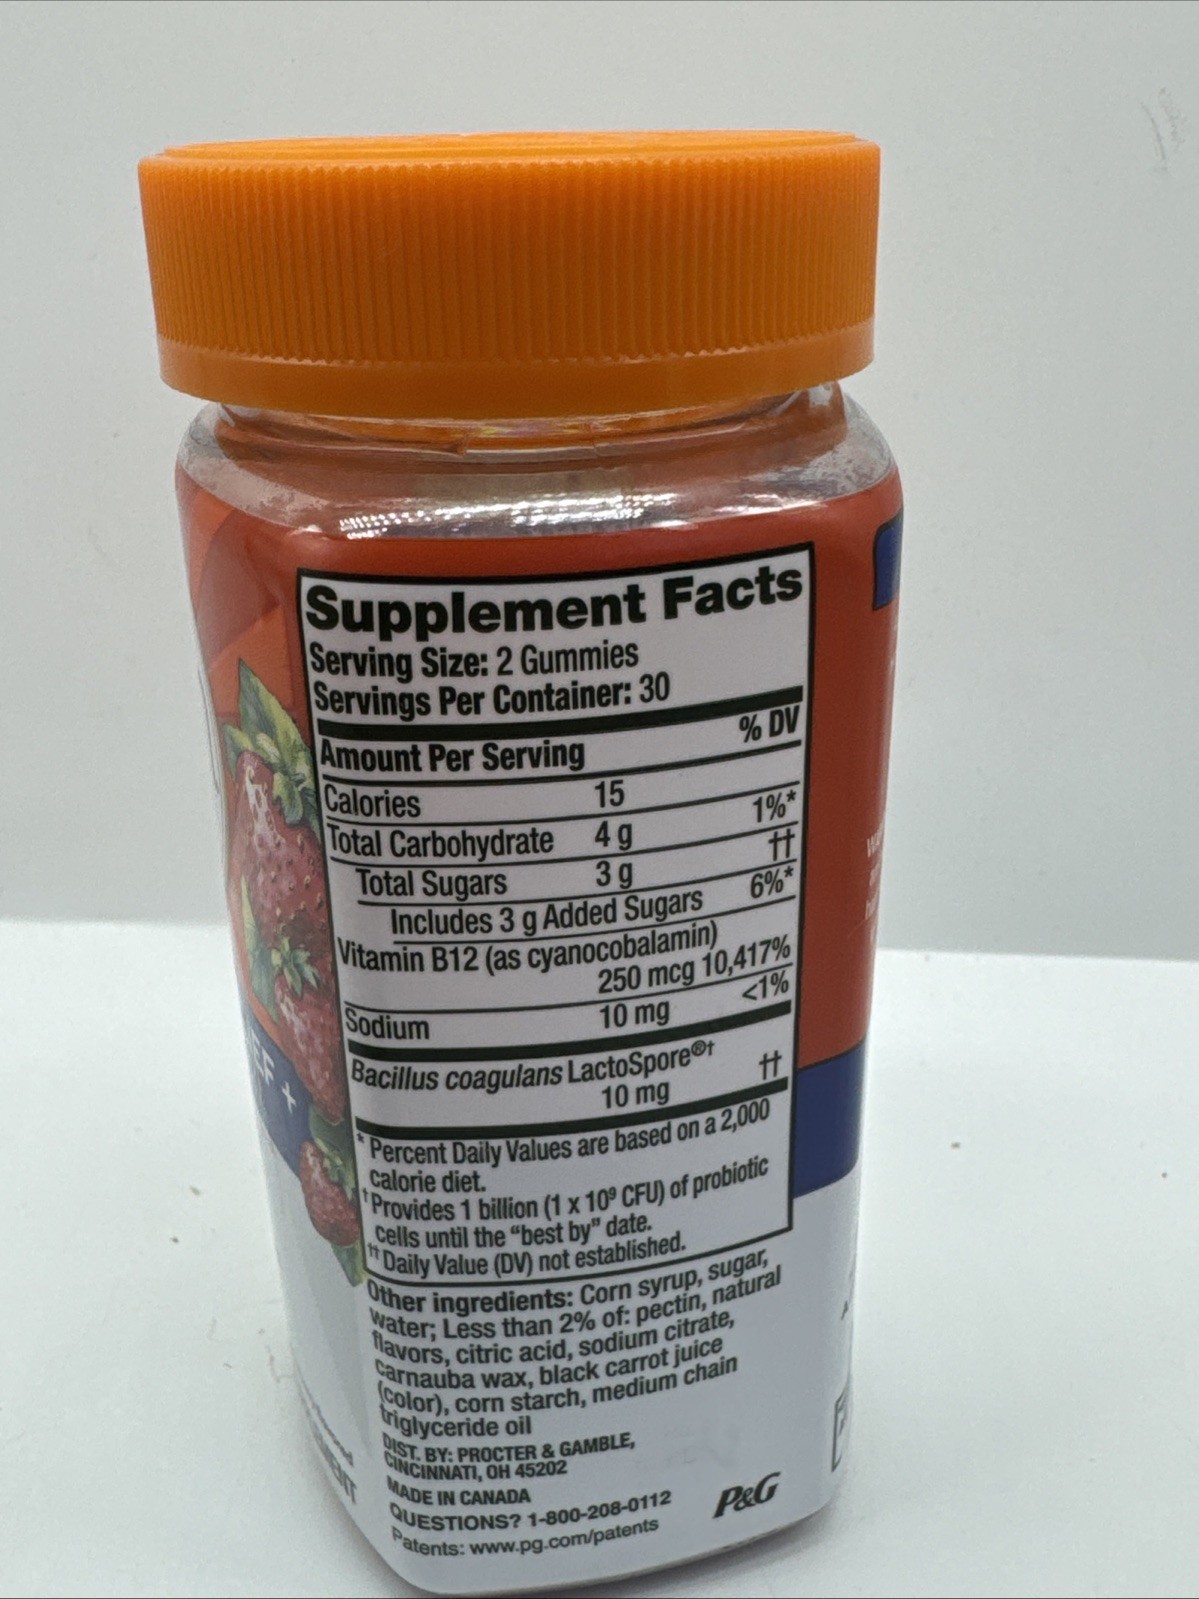 Supplement Facts
Serving Size: 2 Gummies
Servings Per Container: 30
% DV
Amount Per Serving
Calories 15
Total Carbohydrate 4 g 1%*
Total Sugars 3 g ††
Includes 3 g Added Sugars 6%*
Vitamin B12 (as cyanocobalamin)
250 mcg 10,417%
Sodium 10 mg <1%
Bacillus coagulans LactoSpore®†
10 mg ††
* Percent Daily Values are based on a 2,000
calorie diet.
† Provides 1 billion (1 x 10⁹ CFU) of probiotic
cells until the "best by" date.
†† Daily Value (DV) not established.
Other ingredients: Corn syrup, sugar,
water; Less than 2% of: pectin, natural
flavors, citric acid, sodium citrate,
carnauba wax, black carrot juice
(color), corn starch, medium chain
triglyceride oil
DIST. BY: PROCTER & GAMBLE,
CINCINNATI, OH 45202
MADE IN CANADA
QUESTIONS? 1-800-208-0112
Patents: www.pg.com/patents
P&G